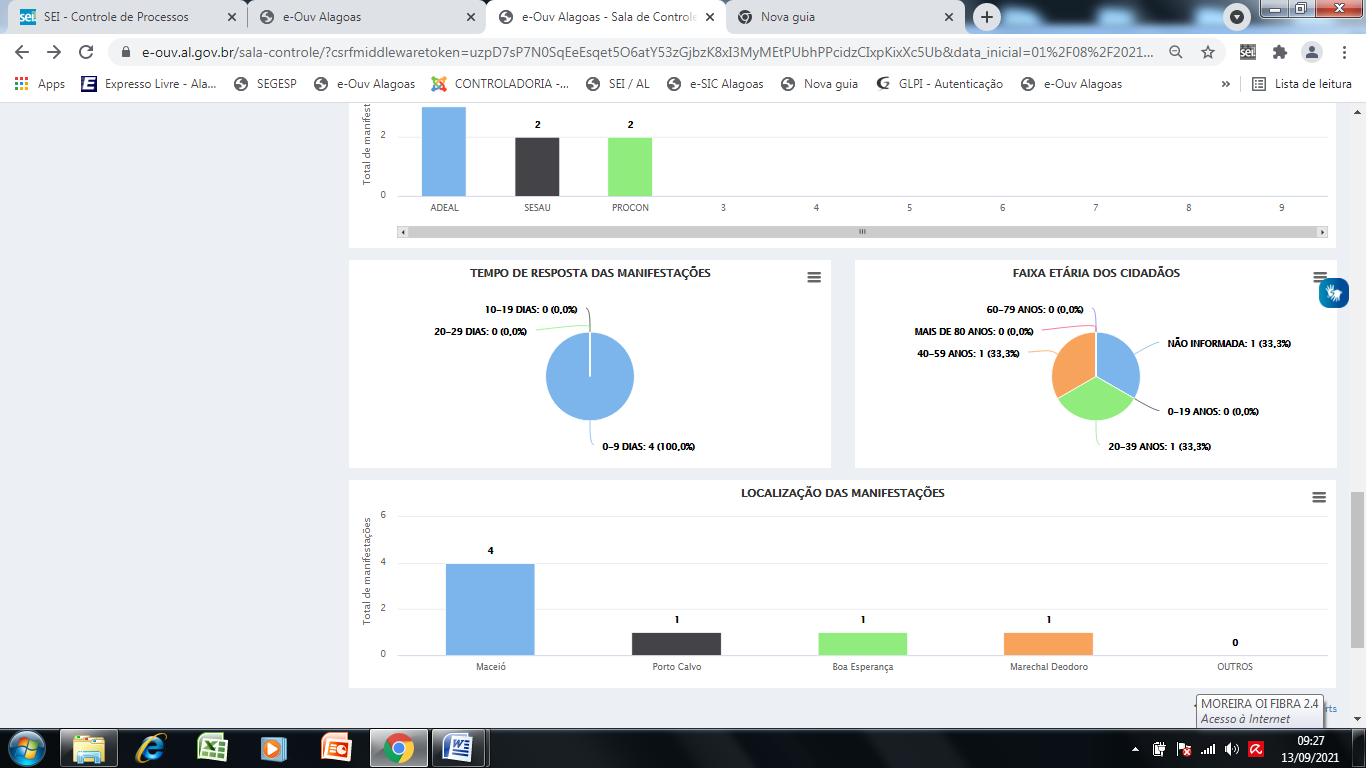 SEI - Controle de Processos
e-Ouv Alagoas
e-Ouv Alagoas - Sala de Controle
Nova guia
e-ouv.al.gov.br/sala-controle/?csrfmiddlewaretoken=uzpD7sP7N0SqEeEsqet5O6atY53zGjbzK8xI3MyMEtPUbhPPcidzCIxpKixXc5Ub&data_inicial=01%2F08%2F2021...
sei
Apps
Expresso Livre - Ala...
SEGESP
e-Ouv Alagoas
CONTROLADORIA -...
SEI / AL
e-SIC Alagoas
Nova guia
GLPI - Autenticação
e-Ouv Alagoas
»
Lista de leitura
Total de manifest
2
0
2
2
ADEAL
SESAU
PROCON
3
4
5
6
7
8
9
TEMPO DE RESPOSTA DAS MANIFESTAÇÕES
10-19 DIAS: 0 (0,0%)
20-29 DIAS: 0 (0,0%)
0-9 DIAS: 4 (100,0%)
FAIXA ETÁRIA DOS CIDADÃOS
60-79 ANOS: 0 (0,0%)
MAIS DE 80 ANOS: 0 (0,0%)
40-59 ANOS: 1 (33,3%)
NÃO INFORMADA: 1 (33,3%)
0-19 ANOS: 0 (0,0%)
20-39 ANOS: 1 (33,3%)
LOCALIZAÇÃO DAS MANIFESTAÇÕES
Total de manifestações
6
4
2
0
4
1
1
1
0
Maceió
Porto Calvo
Boa Esperança
Marechal Deodoro
OUTROS
MOREIRA OI FIBRA 2.4
Acesso à Internet
rts
09:27
13/09/2021